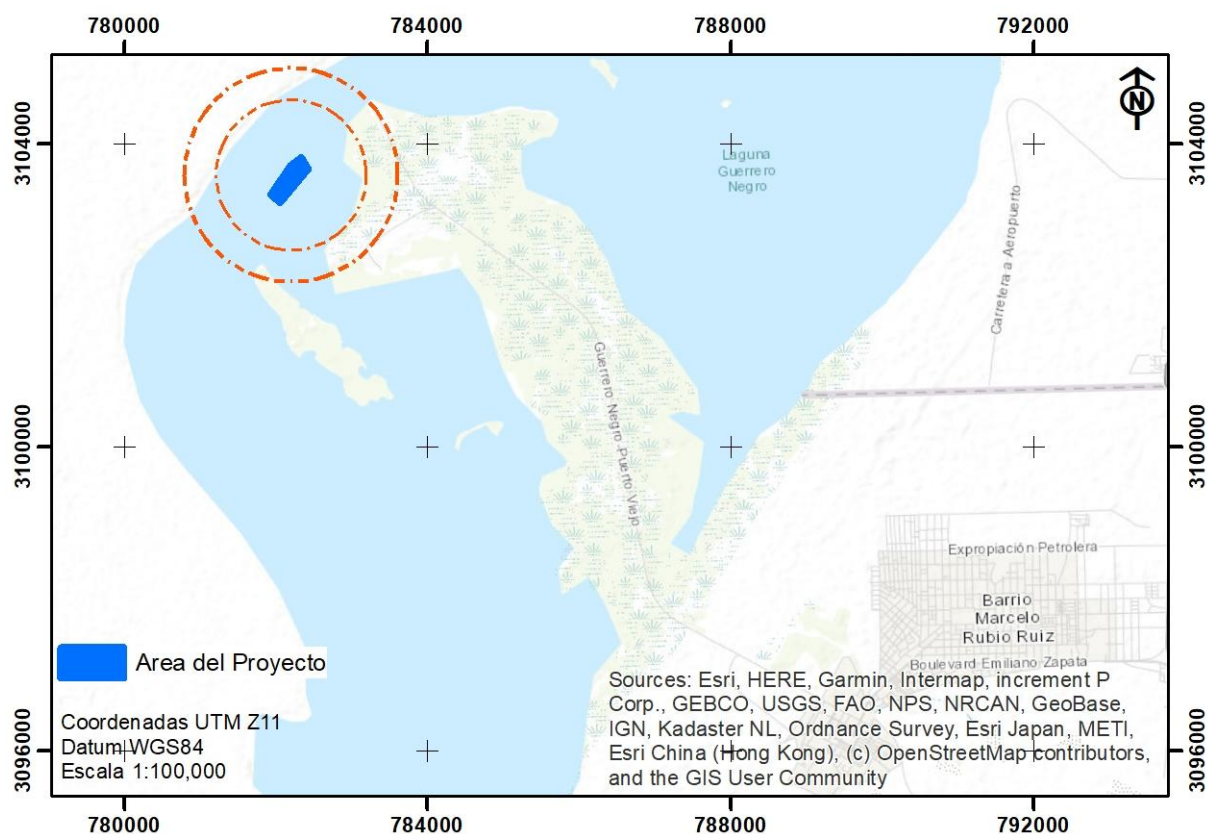 780000 784000 788000 792000
3104000 3104000
N
Laguna
Guerrero
Negro
Carretera a Aeropuerto
Guerrero Negro-Puerto Viejo
3100000 3100000
Expropiación Petrolera
Barrio
Marcelo
Rubio Ruiz
Boulevard Emiliano Zapata
Area del Proyecto
Coordenadas UTM Z11
Datum WGS84
Escala 1:100,000
Sources: Esri, HERE, Garmin, Intermap, increment P
Corp., GEBCO, USGS, FAO, NPS, NRCAN, GeoBase,
IGN, Kadaster NL, Ordnance Survey, Esri Japan, METI,
Esri China (Hong Kong), (c) OpenStreetMap contributors,
and the GIS User Community
3096000 3096000
780000 784000 788000 792000